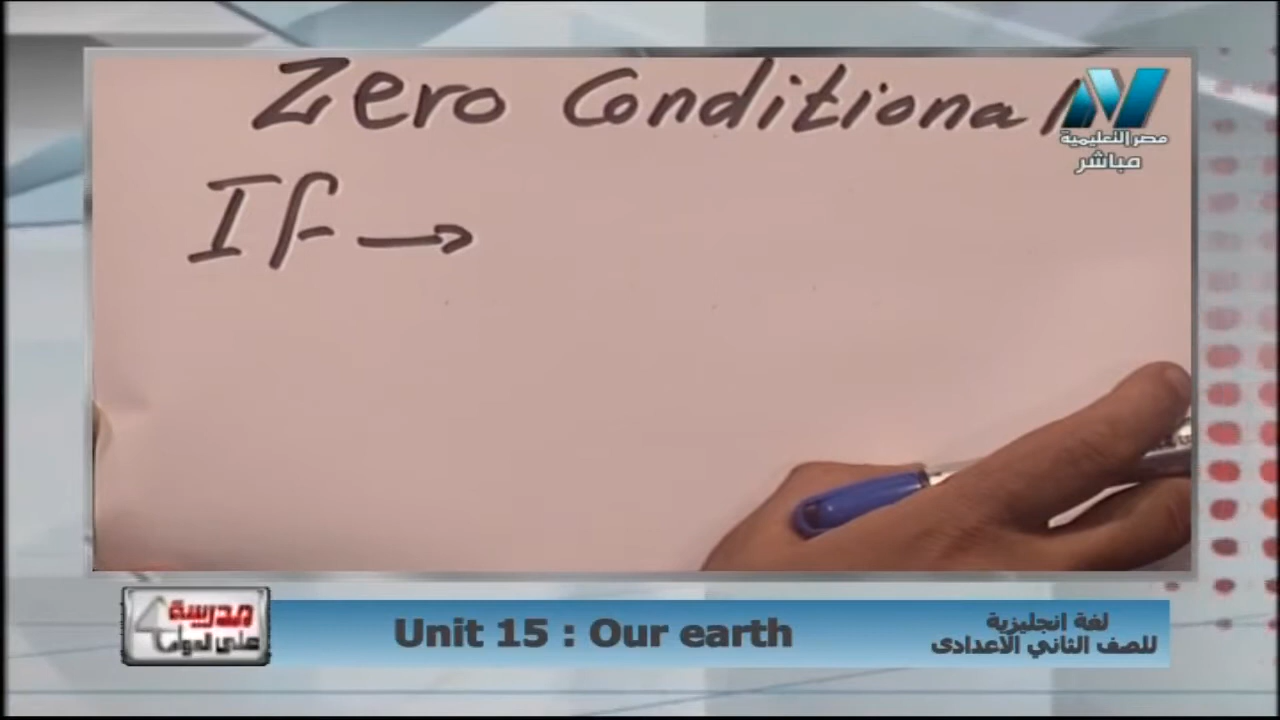 Zero Conditional
If →
مصر التعليمية
مباشر
مدرسة
على الهواء
Unit 15 : Our earth
لغة انجليزية
للصف الثاني الاعدادى